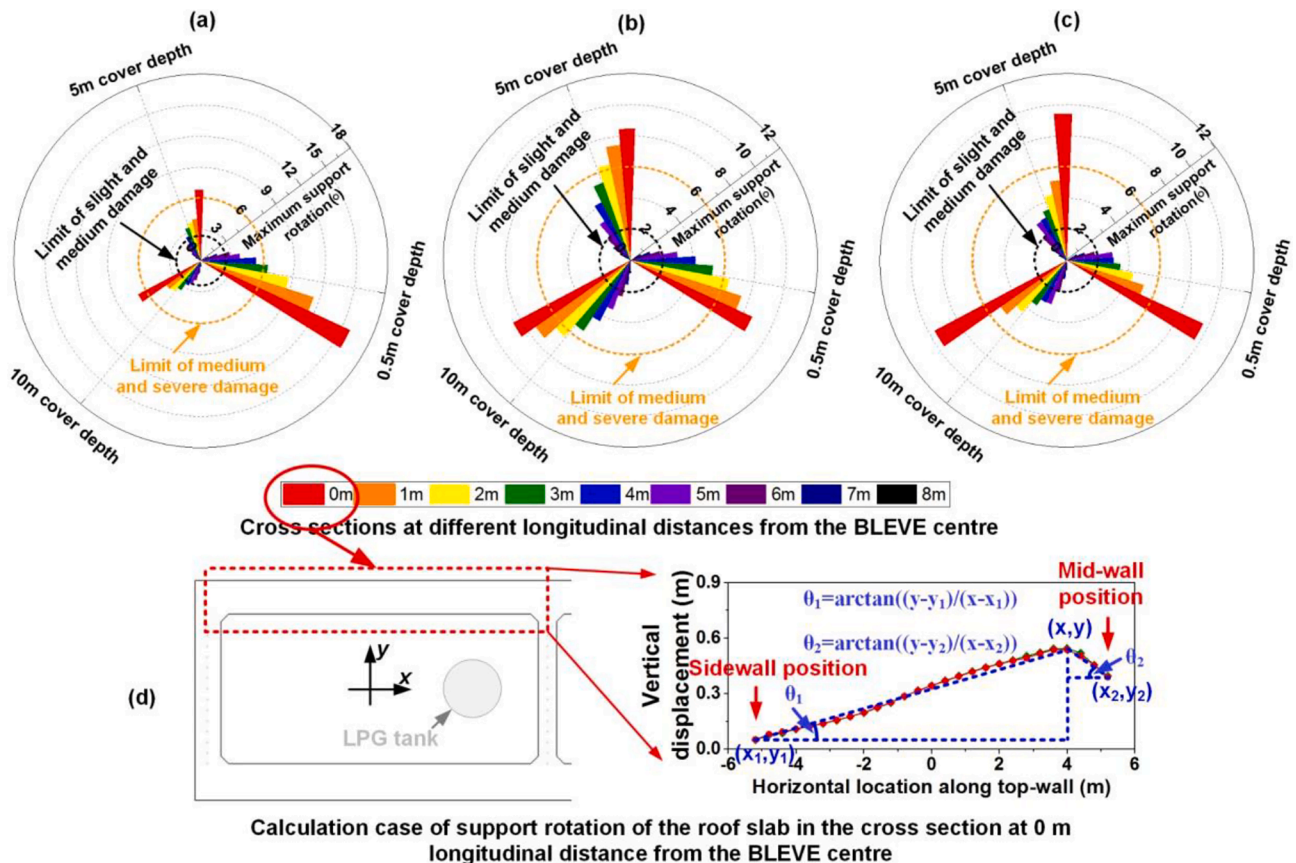 (a)
(b)
(c)
5m cover depth
5m cover depth
5m cover depth
Limit of slight and
medium damage
Limit of slight and
medium damage
Limit of slight and
medium damage
3
6
9
12
15
18
Maximum support
rotation(o)
2
4
6
8
10
12
Maximum support
rotation(o)
2
4
6
8
10
12
Maximum support
rotation(o)
0.5m cover depth
0.5m cover depth
0.5m cover depth
Limit of medium
and severe damage
Limit of medium
and severe damage
Limit of medium
and severe damage
10m cover depth
10m cover depth
10m cover depth
0m 1m 2m 3m 4m 5m 6m 7m 8m
Cross sections at different longitudinal distances from the BLEVE centre
(d)
y
x
LPG tank
Vertical
displacement (m)
0.9
0.6
0.3
0.0
θ1=arctan((y-y1)/(x-x1))
θ2=arctan((y-y2)/(x-x2))
Mid-wall
position
(x,y)
Sidewall position
θ1
θ2
(x1,y1)
(x2,y2)
-6 -4 -2 0 2 4 6
Horizontal location along top-wall (m)
Calculation case of support rotation of the roof slab in the cross section at 0 m
longitudinal distance from the BLEVE centre